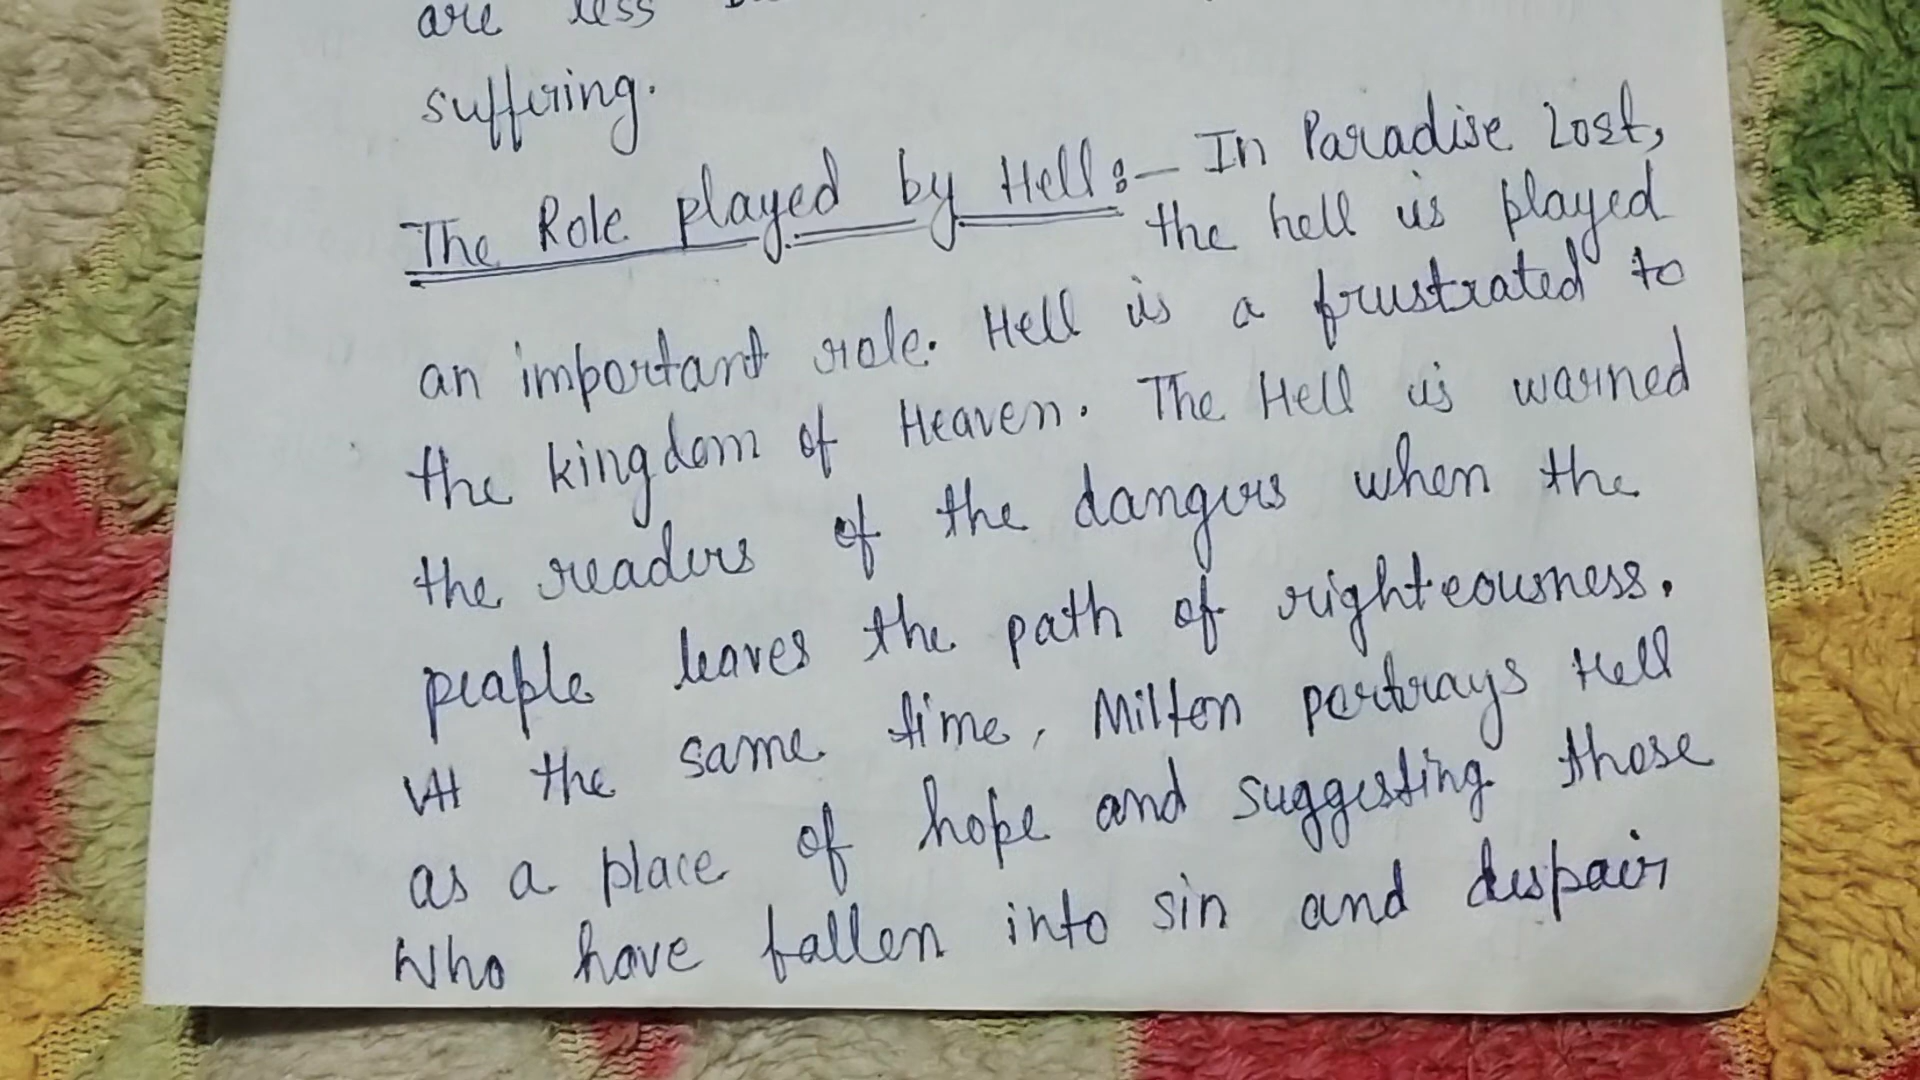 are less
suffering.
The Role played by Hell:- In Paradise Lost,
the hell is played
an important role. Hell is a frustrated to
the kingdom of Heaven. The Hell is warned
the readers of the dangers when the
peaple leaves the path of righteousness.
At the same time, Milton portrays Hell
as a place of hope and suggesting those
Who have fallen into sin and despair